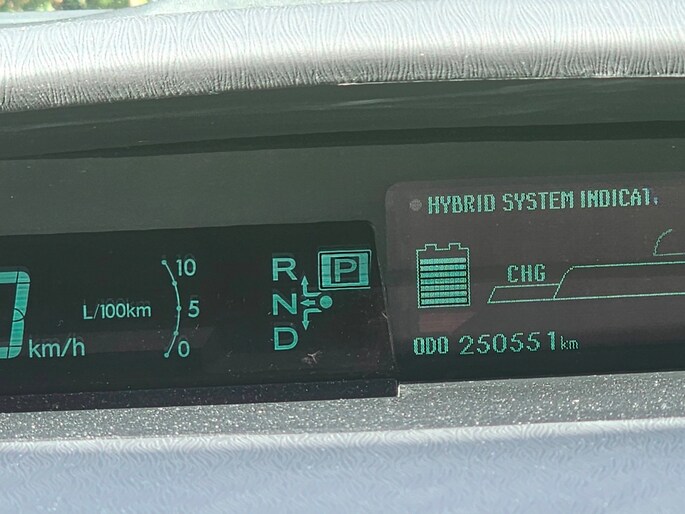 HYBRID SYSTEM INDICAT
10
R P
CHG
L/100km 5
N
km/h
0
D
ODO 250551km